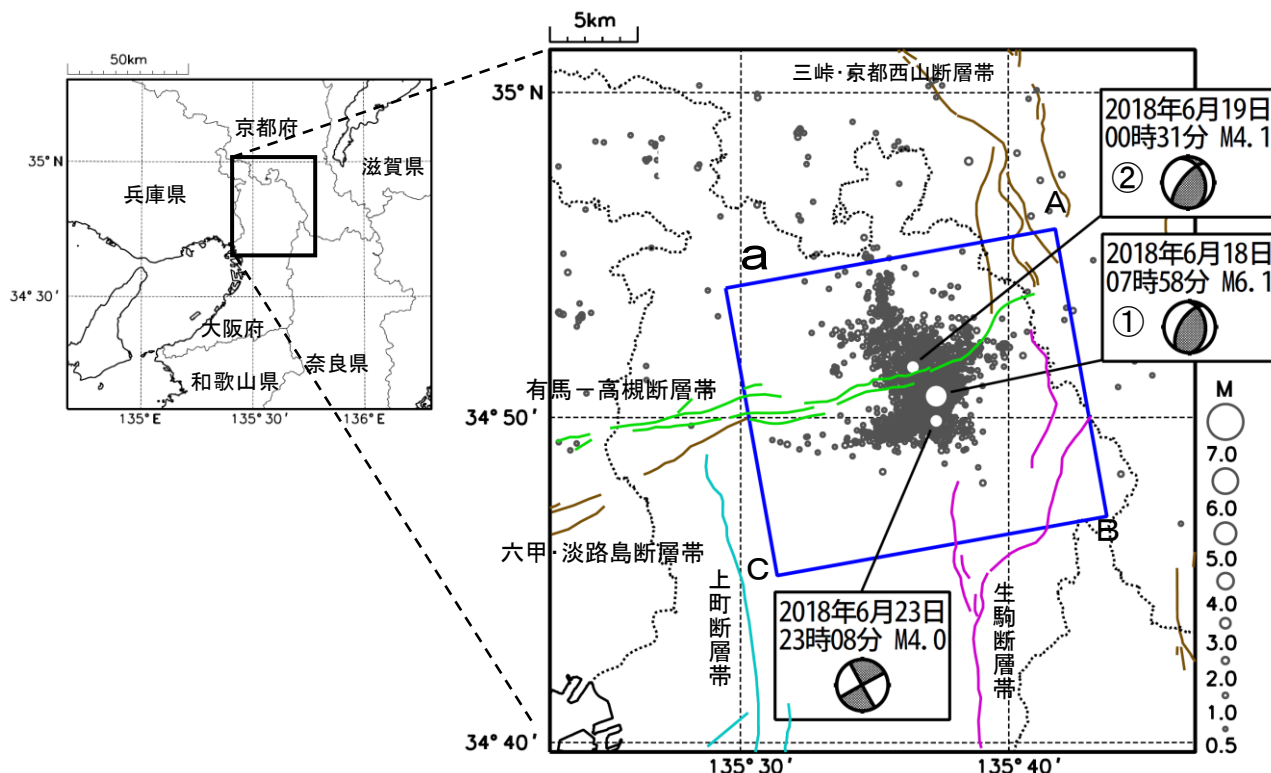 50km
京都府
35°N
滋賀県
兵庫県
34°30′
大阪府
奈良県
和歌山県
135°E
135°30′
136°E
5km
三峠・京都西山断層帯
35°N
2018年6月19日
00時31分 M4.1
②
A
2018年6月18日
07時58分 M6.1
①
a
有馬－高槻断層帯
34°50′
M
7.0
6.0
5.0
4.0
3.0
2.0
1.0
0.5
B
六甲・淡路島断層帯
C
上町断層帯
生駒断層帯
2018年6月23日
23時08分 M4.0
34°40′
135°30′
135°40′